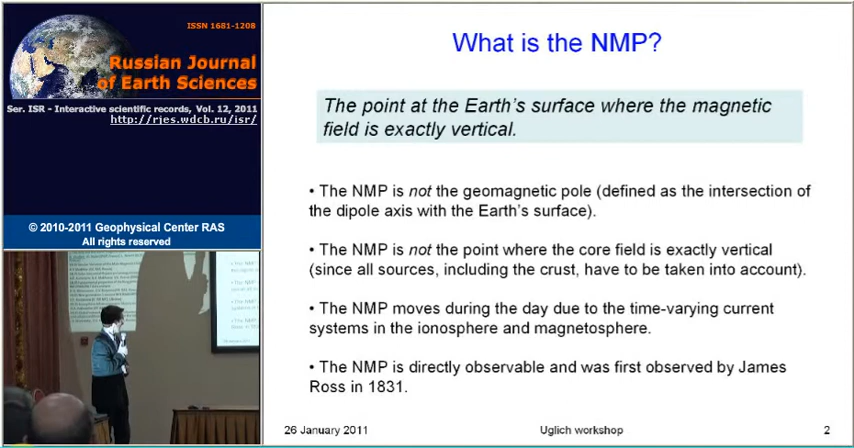 ISSN 1681-1208
Russian Journal
of Earth Sciences
Ser. ISR - Interactive scientific records, Vol. 12, 2011
http://rjes.wdcb.ru/isr/
© 2010-2011 Geophysical Center RAS
All rights reserved
What is the NMP?
The point at the Earth's surface where the magnetic
field is exactly vertical.
• The NMP is not the geomagnetic pole (defined as the intersection of
the dipole axis with the Earth's surface).
• The NMP is not the point where the core field is exactly vertical
(since all sources, including the crust, have to be taken into account).
• The NMP moves during the day due to the time-varying current
systems in the ionosphere and magnetosphere.
• The NMP is directly observable and was first observed by James
Ross in 1831.
26 January 2011
Uglich workshop
2